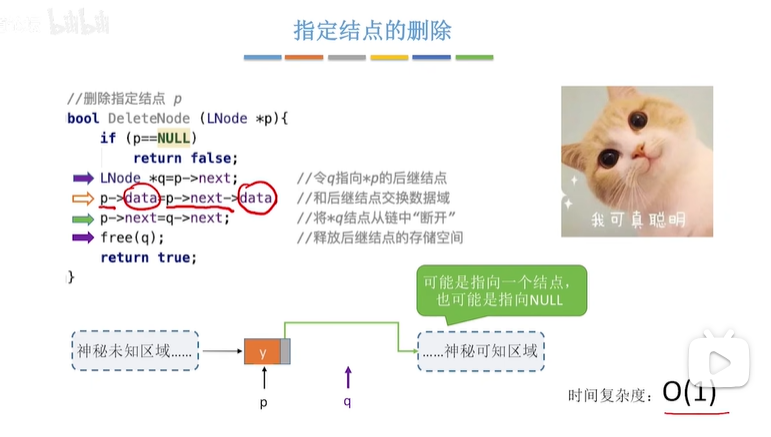 bilibili
指定结点的删除
//删除指定结点 p
bool DeleteNode (LNode *p){
if (p==NULL)
return false;
LNode *q=p->next; //令q指向*p的后继结点
p->data=p->next->data; //和后继结点交换数据域
p->next=q->next; //将*q结点从链中“断开”
free(q); //释放后继结点的存储空间
return true;
}
我可真聪明
可能是指向一个结点，
也可能是指向NULL
神秘未知区域…… y ……神秘可知区域
p q
时间复杂度： O(1)